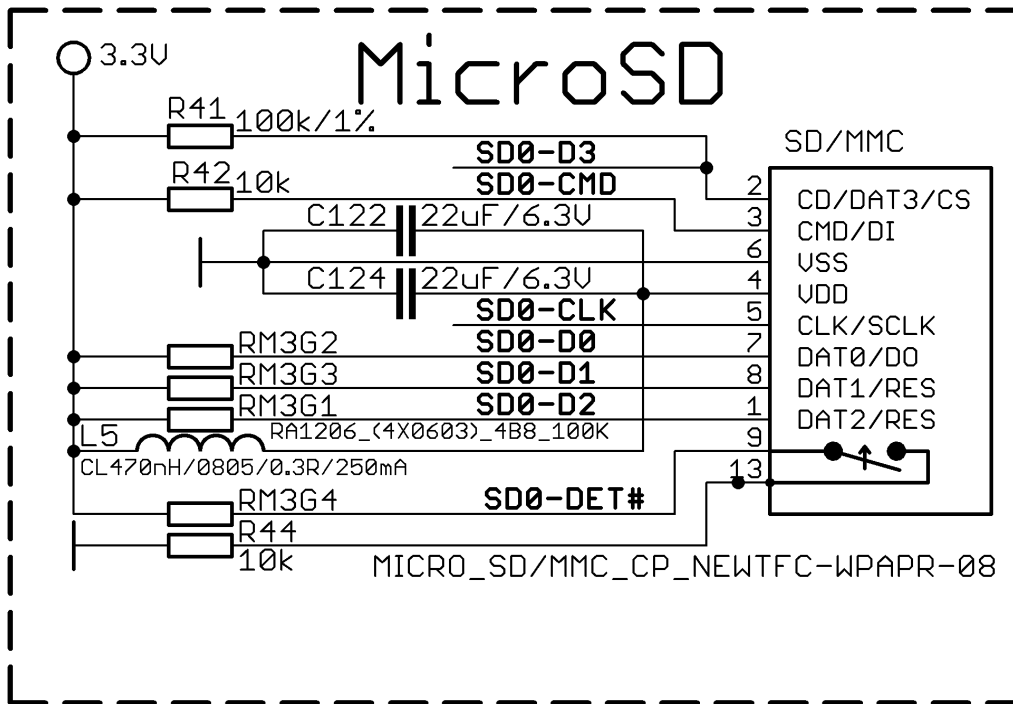 MicroSD
3.3V
R41
100k/1%
SD/MMC
SD0-D3
R42
10k
SD0-CMD
2
CD/DAT3/CS
C122
22uF/6.3V
3
CMD/DI
6
VSS
C124
22uF/6.3V
4
VDD
SD0-CLK
5
CLK/SCLK
RM3G2
SD0-D0
7
DAT0/DO
RM3G3
SD0-D1
8
DAT1/RES
RM3G1
SD0-D2
1
DAT2/RES
L5
RA1206_(4X0603)_4B8_100K
9
CL470nH/0805/0.3R/250mA
13
RM3G4
SD0-DET#
R44
10k
MICRO_SD/MMC_CP_NEWTFC-WPAPR-08